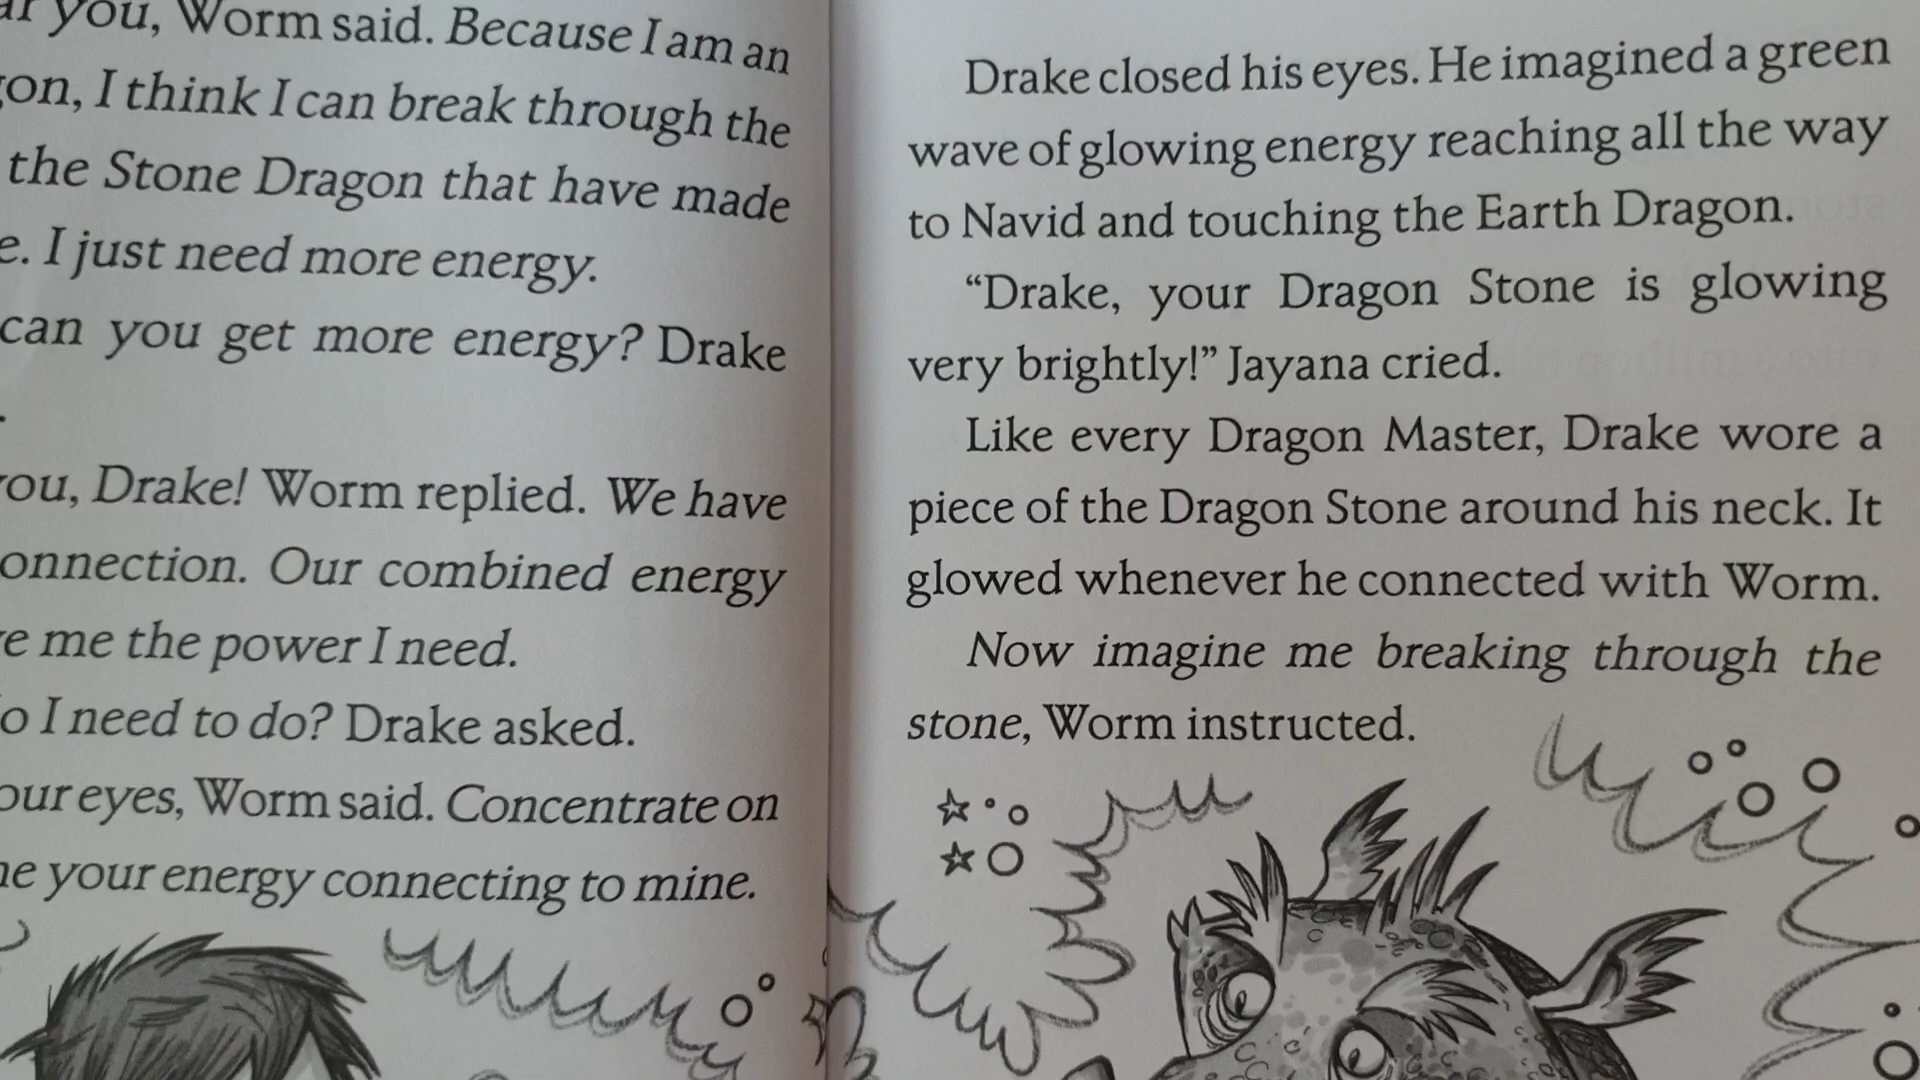 you, Worm said. Because I am an
I think I can break through the
the Stone Dragon that have made
I just need more energy.
can you get more energy? Drake
Drake! Worm replied. We have
Our combined energy
me the power I need.
I need to do? Drake asked.
eyes, Worm said. Concentrate on
your energy connecting to mine.
Drake closed his eyes. He imagined a green
wave of glowing energy reaching all the way
to Navid and touching the Earth Dragon.
“Drake, your Dragon Stone is glowing
very brightly!” Jayana cried.
Like every Dragon Master, Drake wore a
piece of the Dragon Stone around his neck. It
glowed whenever he connected with Worm.
Now imagine me breaking through the
stone, Worm instructed.